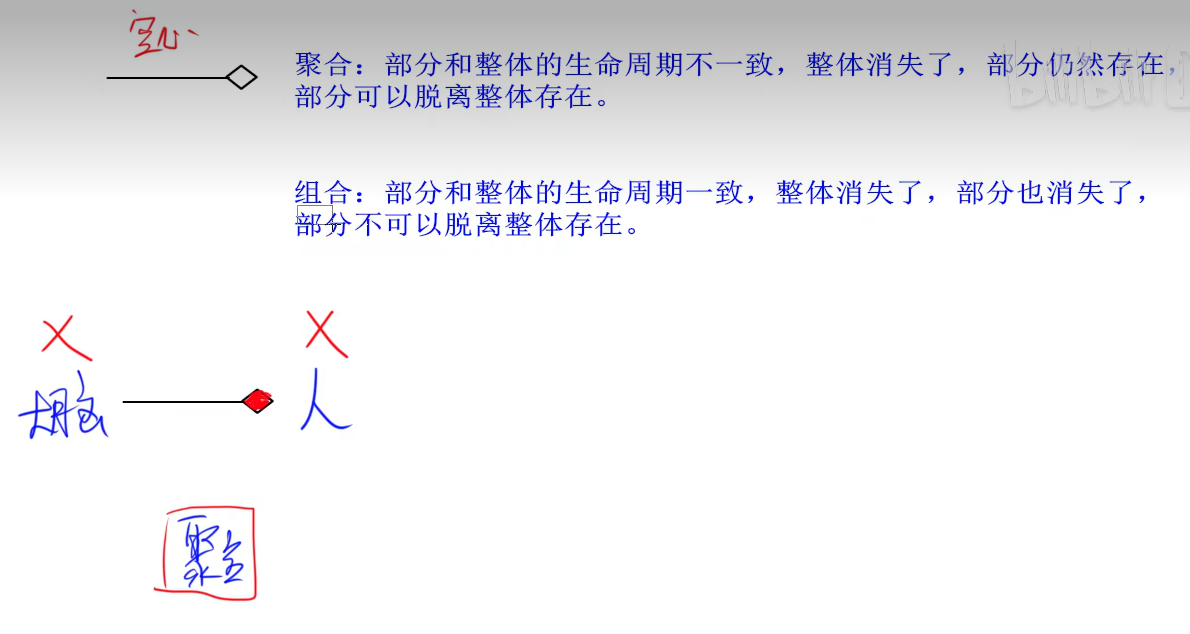 空心
聚合：部分和整体的生命周期不一致，整体消失了，部分仍然存在，
部分可以脱离整体存在。
bilibili
组合：部分和整体的生命周期一致，整体消失了，部分也消失了，
部分不可以脱离整体存在。
大脑
人
聚合